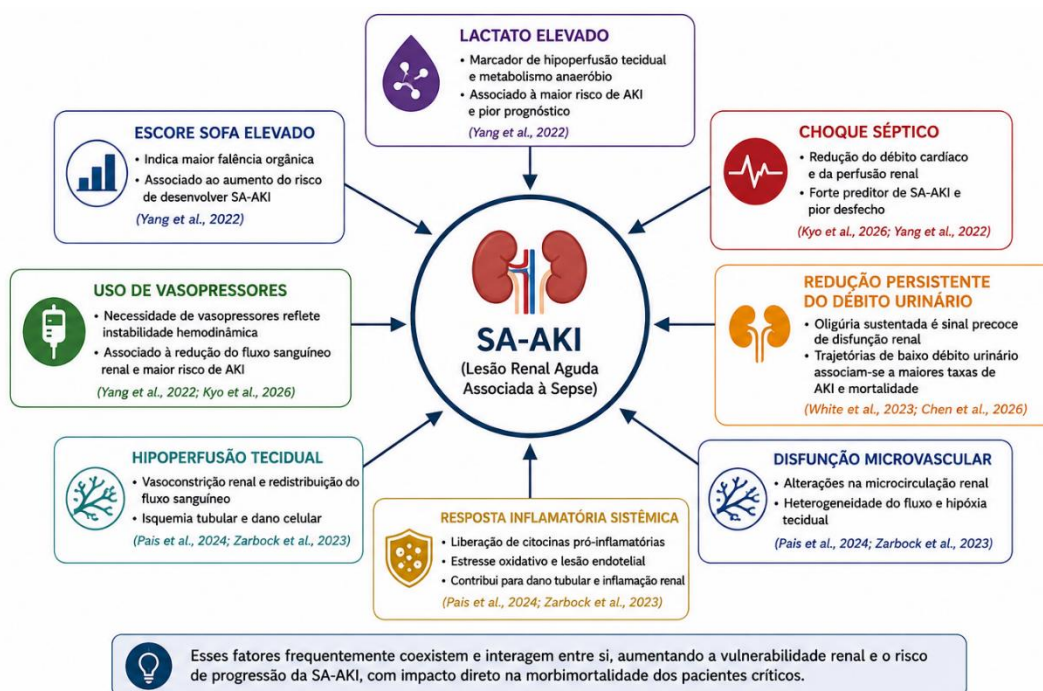 LACTATO ELEVADO
• Marcador de hipoperfusão tecidual
e metabolismo anaeróbio
• Associado à maior risco de AKI
e pior prognóstico
(Yang et al., 2022)
ESCORE SOFA ELEVADO
• Indica maior falência orgânica
• Associado ao aumento do risco
de desenvolver SA-AKI
(Yang et al., 2022)
CHOQUE SÉPTICO
• Redução do débito cardíaco
e da perfusão renal
• Forte preditor de SA-AKI e
pior desfecho
(Kyo et al., 2026; Yang et al., 2022)
USO DE VASOPRESSORES
• Necessidade de vasopressores reflete
instabilidade hemodinâmica
• Associado à redução do fluxo sanguíneo
renal e maior risco de AKI
(Yang et al., 2022; Kyo et al., 2026)
SA-AKI
(Lesão Renal Aguda
Associada à Sepse)
REDUÇÃO PERSISTENTE
DO DÉBITO URINÁRIO
• Oligúria sustentada é sinal precoce
de disfunção renal
• Trajetórias de baixo débito urinário
associam-se a maiores taxas de
AKI e mortalidade
(White et al., 2023; Chen et al., 2026)
HIPOPERFUSÃO TECIDUAL
• Vasoconstrição renal e redistribuição do
fluxo sanguíneo
• Isquemia tubular e dano celular
(Pais et al., 2024; Zarbock et al., 2023)
RESPOSTA INFLAMATÓRIA SISTÊMICA
• Liberação de citocinas pró-inflamatórias
• Estresse oxidativo e lesão endotelial
• Contribui para dano tubular e inflamação renal
(Pais et al., 2024; Zarbock et al., 2023)
DISFUNÇÃO MICROVASCULAR
• Alterações na microcirculação renal
• Heterogeneidade do fluxo e hipóxia
tecidual
(Pais et al., 2024; Zarbock et al., 2023)
Esses fatores frequentemente coexistem e interagem entre si, aumentando a vulnerabilidade renal e o risco
de progressão da SA-AKI, com impacto direto na morbimortalidade dos pacientes críticos.